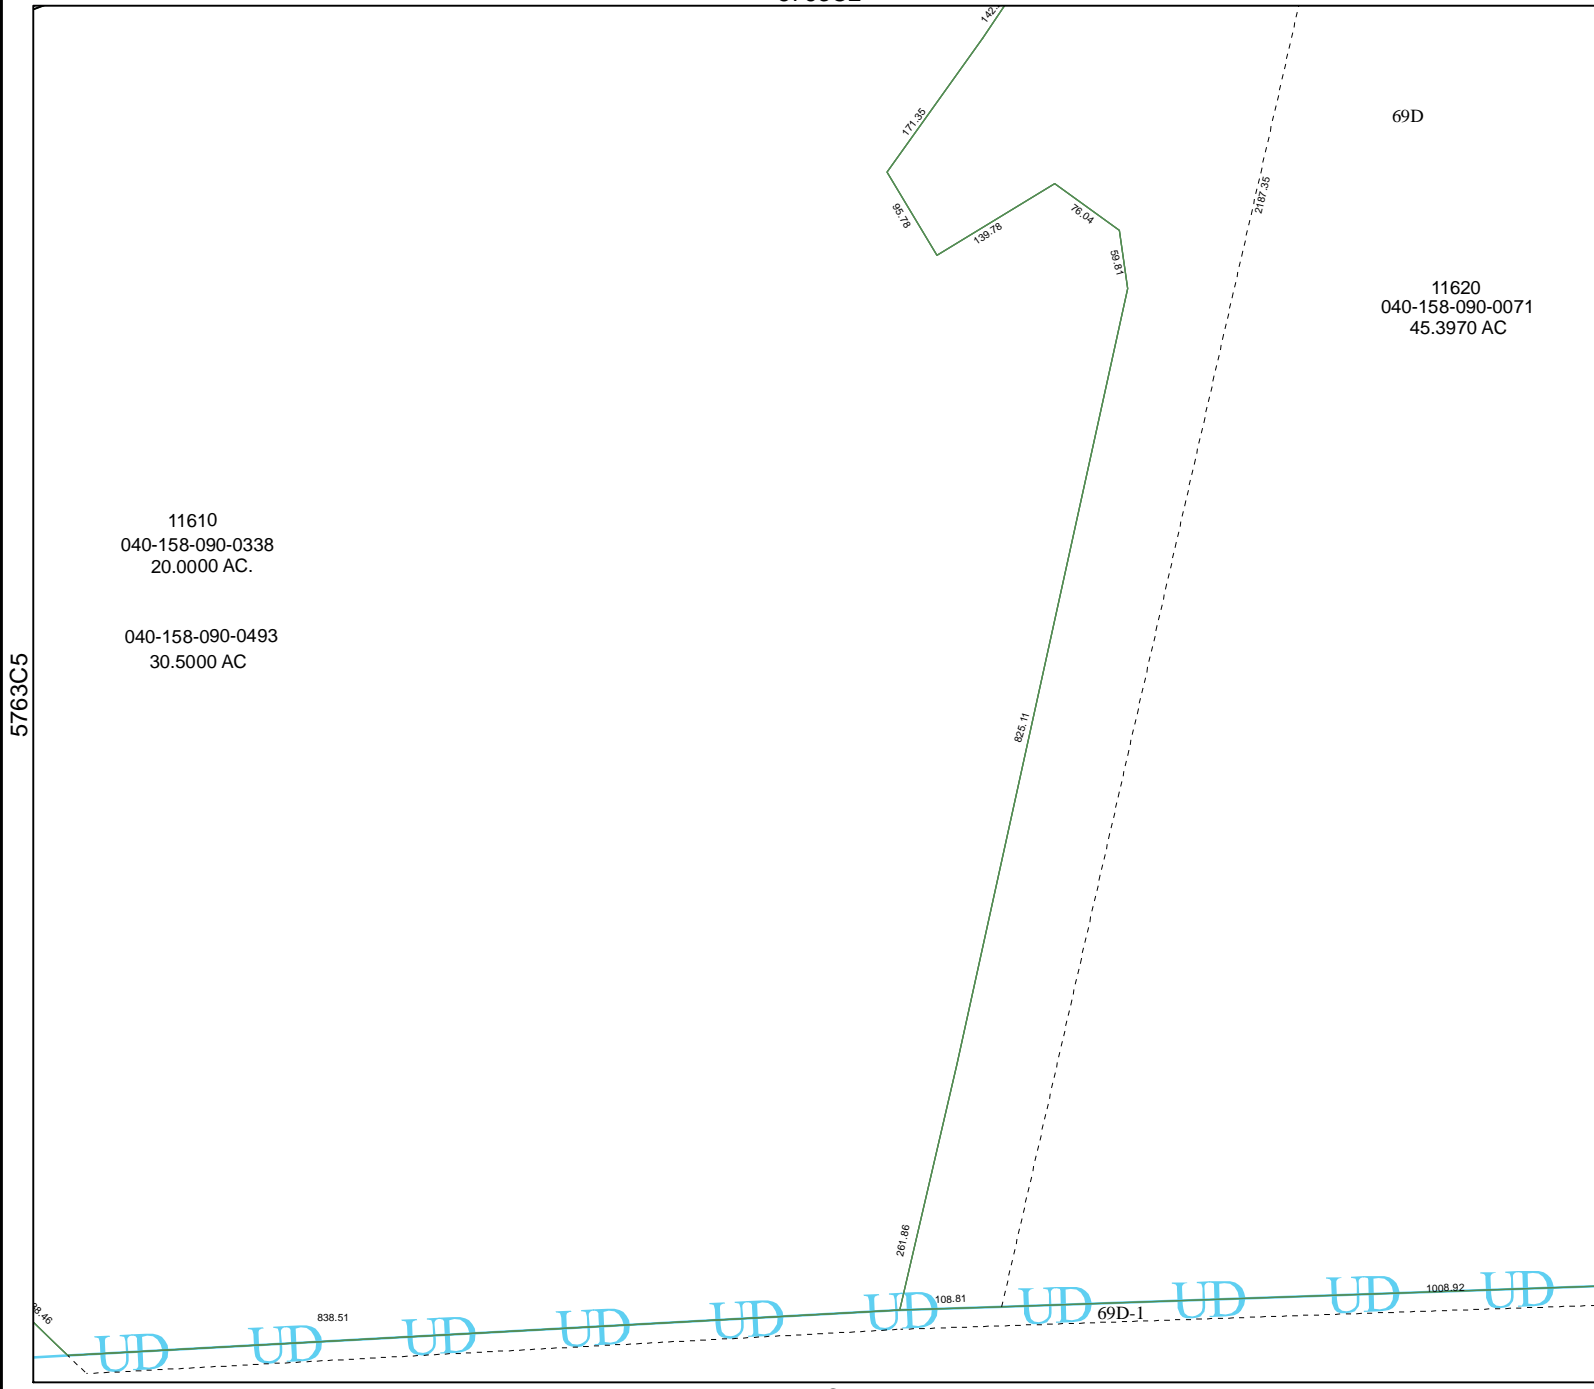 171.35
69D
2187.35
95.78
139.78
76.04
59.81
11620
040-158-090-0071
45.3970 AC
11610
040-158-090-0338
20.0000 AC.
040-158-090-0493
30.5000 AC
5763C5
825.11
261.86
838.51
108.81
1008.92
69D-1
UD UD UD UD UD UD UD UD UD UD